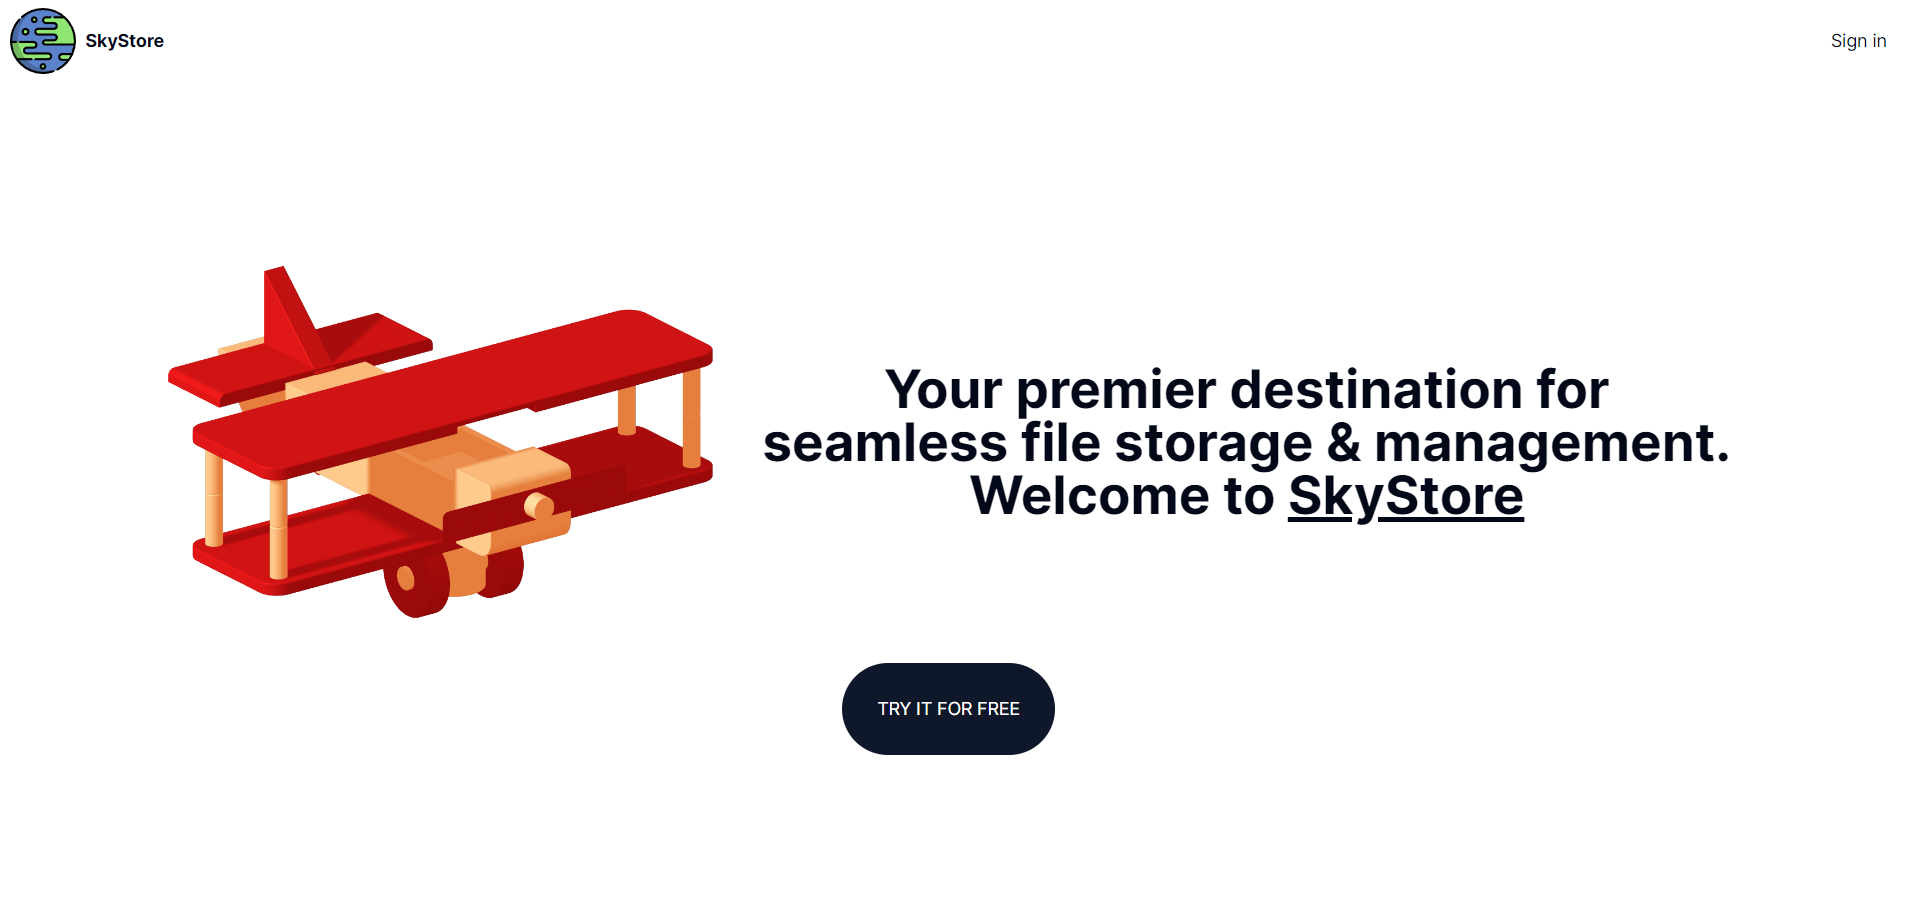 SkyStore
Sign in
Your premier destination for
seamless file storage & management.
Welcome to SkyStore
TRY IT FOR FREE